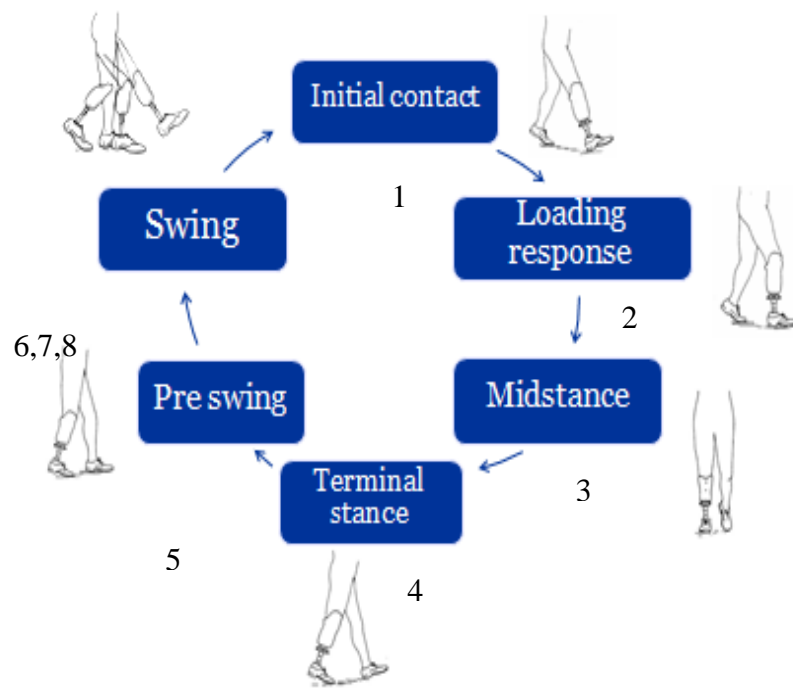 Initial contact
1
Swing
Loading
response
2
6,7,8
Pre swing
Midstance
Terminal
stance
3
5
4